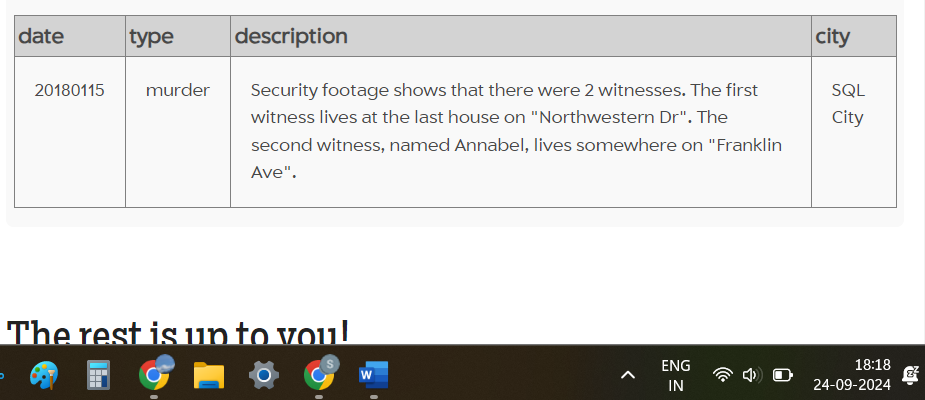 date type description city
20180115 murder Security footage shows that there were 2 witnesses. The first SQL
witness lives at the last house on "Northwestern Dr". The City
second witness, named Annabel, lives somewhere on "Franklin
Ave".
The rest is up to you!
S
W
ENG
IN
18:18
24-09-2024